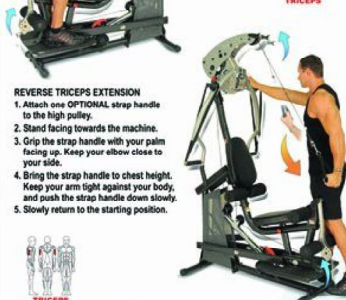 TRICEPS
REVERSE TRICEPS EXTENSION
1. Attach one OPTIONAL strap handle
to the high pulley.
2. Stand facing towards the machine.
3. Grip the strap handle with your palm
facing up. Keep your elbow close to
your side.
4. Bring the strap handle to chest height.
Keep your arm tight against your body,
and push the strap handle down slowly.
5. Slowly return to the starting position.
TRICEPS